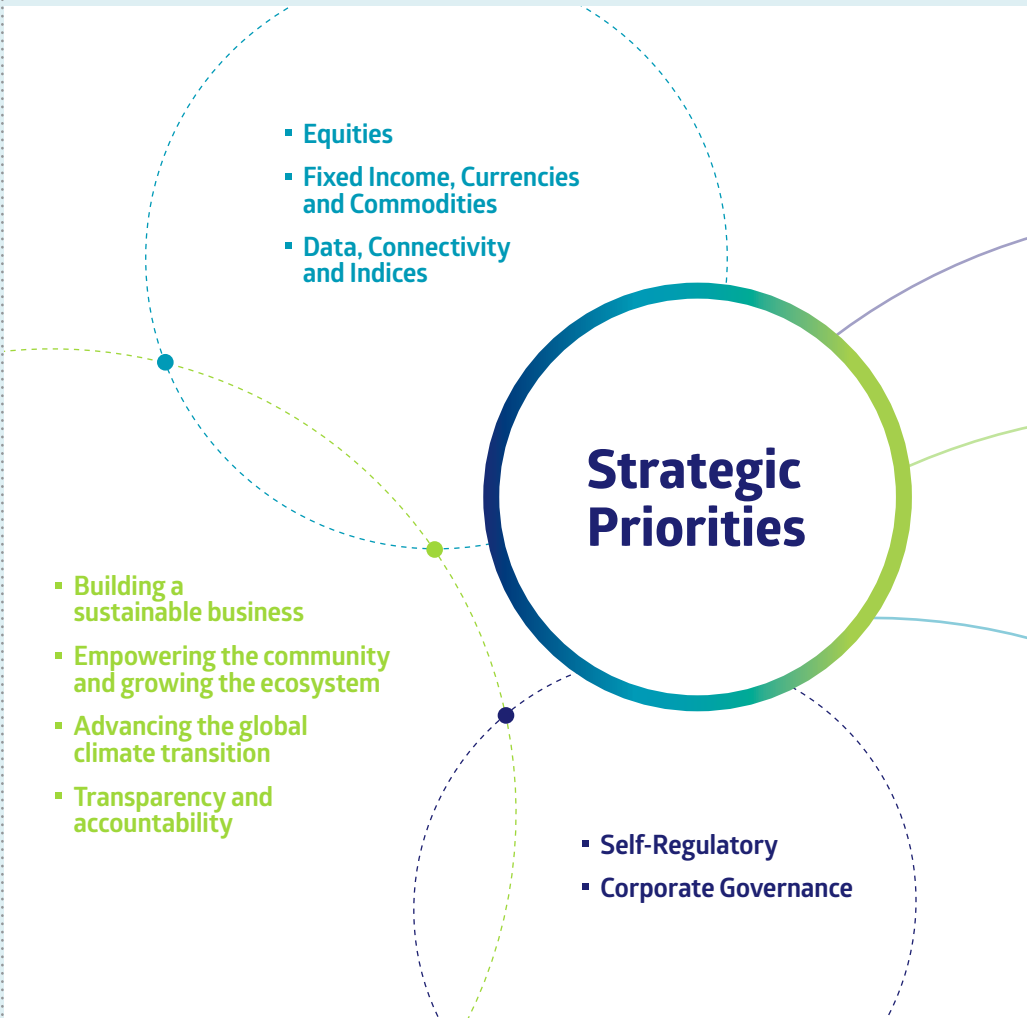 ▪ Equities
▪ Fixed Income, Currencies
and Commodities
▪ Data, Connectivity
and Indices
Strategic
Priorities
▪ Building a
sustainable business
▪ Empowering the community
and growing the ecosystem
▪ Advancing the global
climate transition
▪ Transparency and
accountability
▪ Self-Regulatory
▪ Corporate Governance